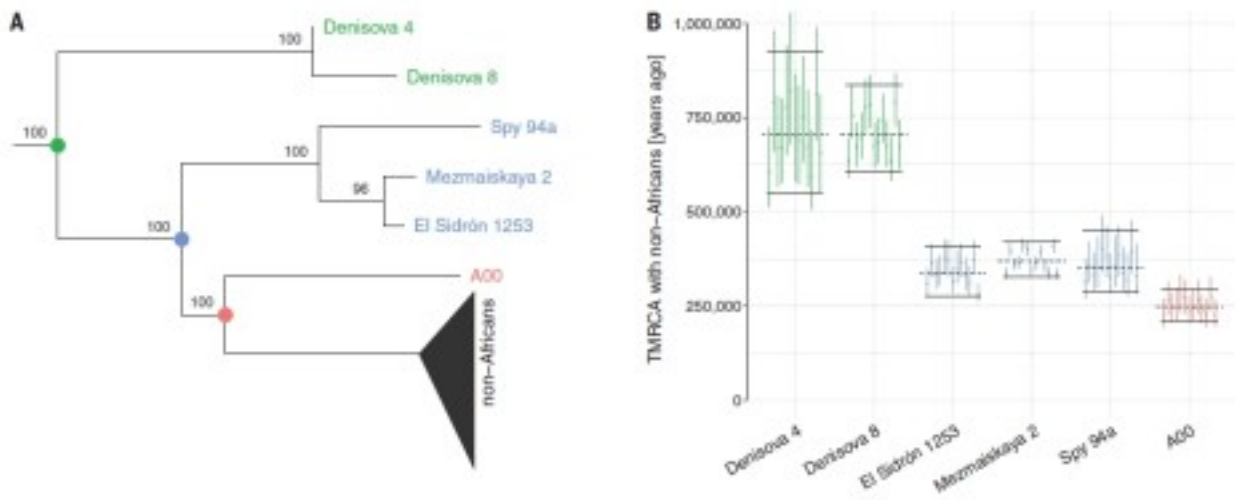 A
100
Denisova 4
Denisova 8
100
Spy 94a
100
Mezmaiskaya 2
96
El Sidrón 1253
100
A00
100
non–Africans
B
TMRCA with non–Africans [years ago]
1,000,000
750,000
500,000
250,000
0
Denisova 4
Denisova 8
El Sidrón 1253
Mezmaiskaya 2
Spy 94a
A00